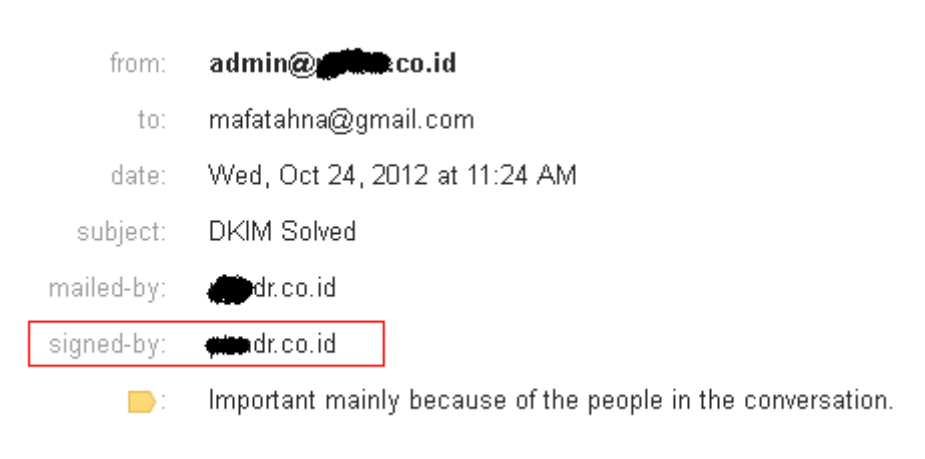 from: admin@ .co.id
to: mafatahna@gmail.com
date: Wed, Oct 24, 2012 at 11:24 AM
subject: DKIM Solved
mailed-by: dr.co.id
signed-by: dr.co.id
: Important mainly because of the people in the conversation.